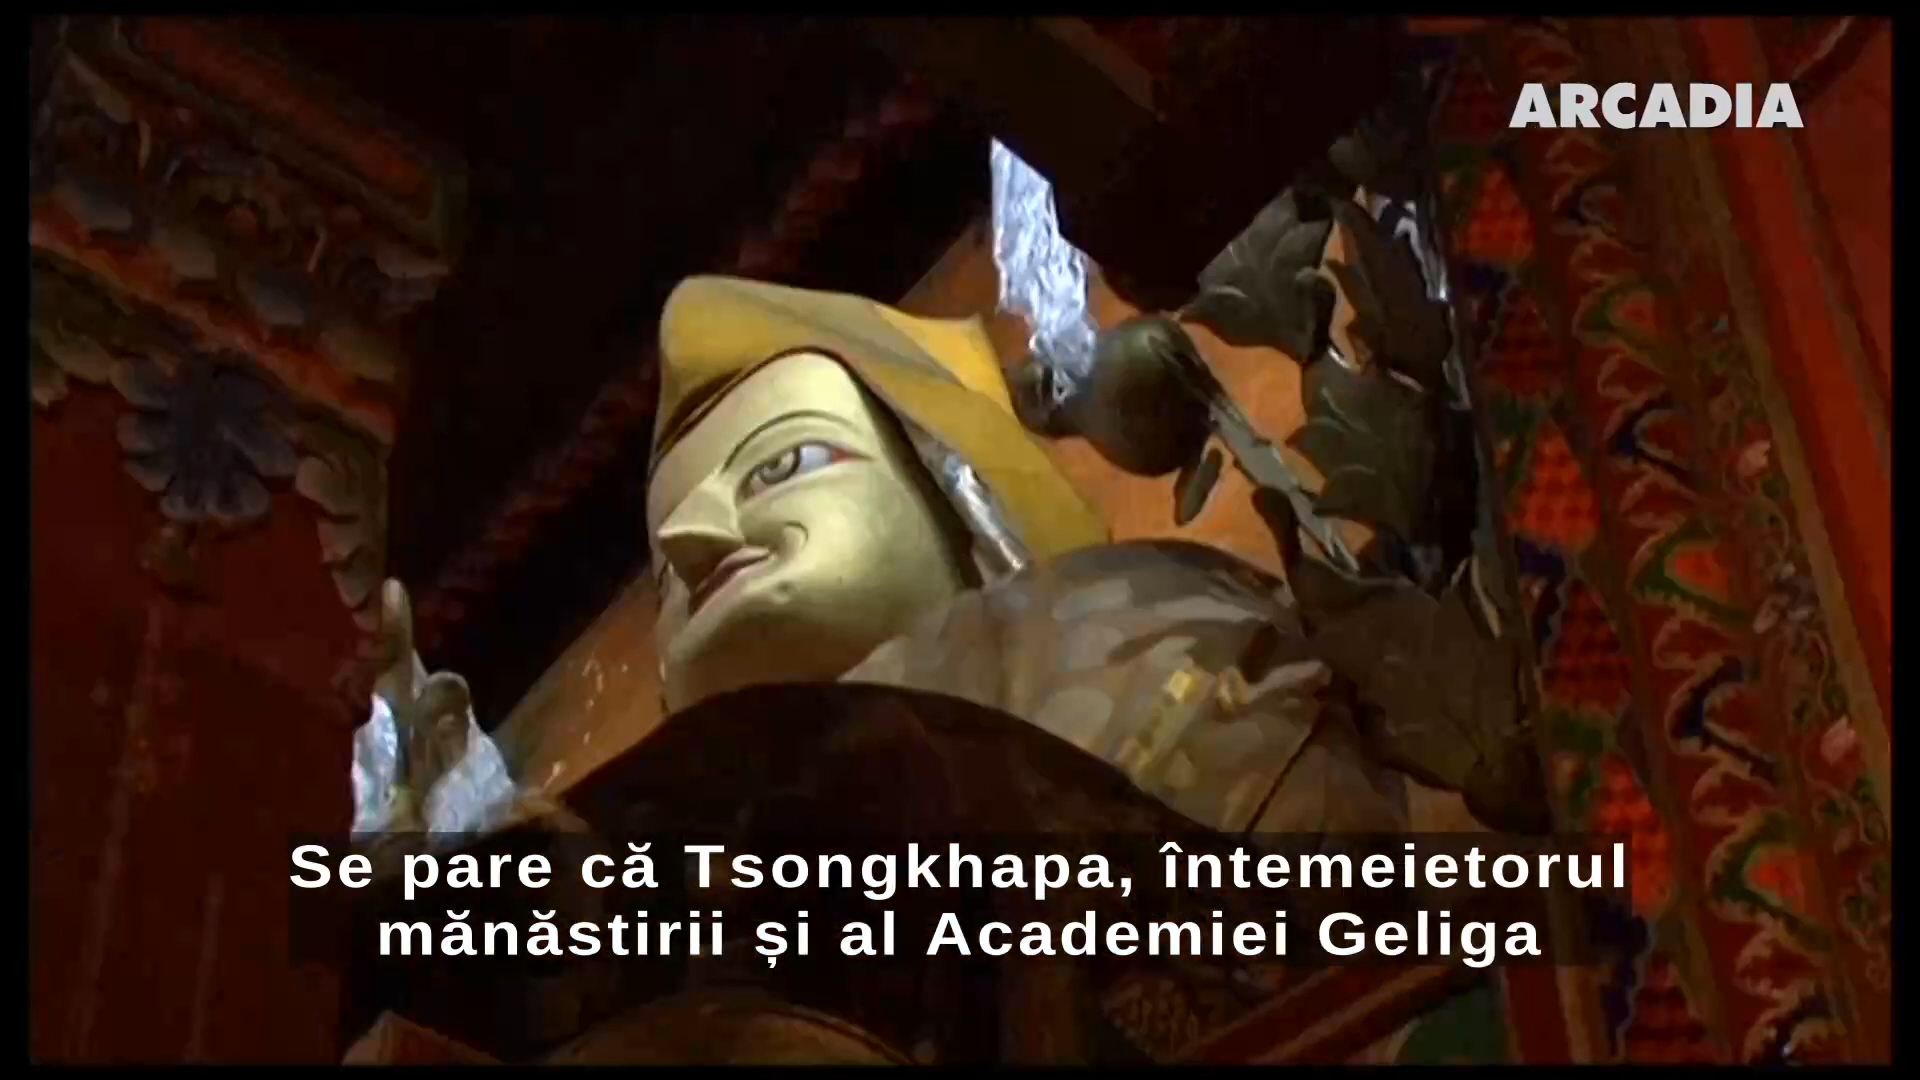 ARCADIA
Se pare că Tsongkhapa, întemeietorul
mănăstirii și al Academiei Geliga